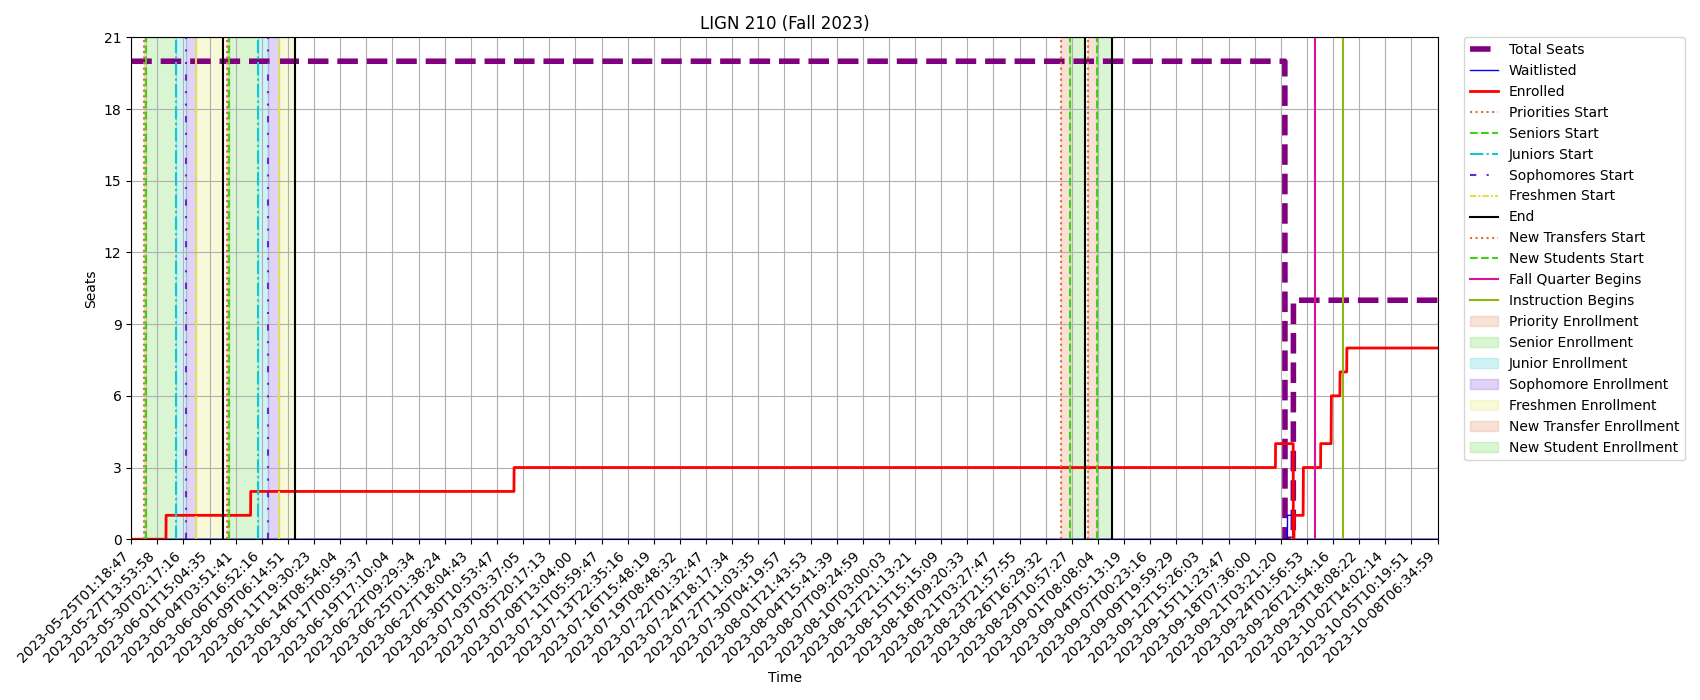 LIGN 210 (Fall 2023)
21
18
15
12
9
6
3
0
Seats
2023-05-25T01:18:47
2023-05-27T13:53:58
2023-05-30T02:17:16
2023-06-01T15:04:35
2023-06-04T03:51:41
2023-06-06T16:52:16
2023-06-09T06:14:51
2023-06-11T19:30:23
2023-06-14T08:54:04
2023-06-17T00:59:37
2023-06-19T17:10:04
2023-06-22T09:29:34
2023-06-25T01:38:24
2023-06-27T18:04:43
2023-06-30T10:53:47
2023-07-03T03:37:05
2023-07-05T20:17:13
2023-07-08T13:04:00
2023-07-11T05:59:47
2023-07-13T22:35:16
2023-07-16T15:48:19
2023-07-19T08:48:32
2023-07-22T01:32:47
2023-07-24T18:17:34
2023-07-27T11:03:35
2023-07-30T04:19:57
2023-08-01T21:43:53
2023-08-04T15:41:39
2023-08-07T09:24:59
2023-08-10T03:00:03
2023-08-12T21:13:21
2023-08-15T15:15:09
2023-08-18T09:20:33
2023-08-21T03:27:47
2023-08-23T21:57:55
2023-08-26T16:29:32
2023-08-29T10:57:27
2023-09-01T08:08:04
2023-09-04T05:13:19
2023-09-07T00:23:16
2023-09-09T19:59:29
2023-09-12T15:26:03
2023-09-15T11:23:47
2023-09-18T07:36:00
2023-09-21T03:21:20
2023-09-24T01:56:53
2023-09-26T21:54:16
2023-09-29T18:08:22
2023-10-02T14:02:14
2023-10-05T10:19:51
2023-10-08T06:34:59
Time
Total Seats
Waitlisted
Enrolled
Priorities Start
Seniors Start
Juniors Start
Sophomores Start
Freshmen Start
End
New Transfers Start
New Students Start
Fall Quarter Begins
Instruction Begins
Priority Enrollment
Senior Enrollment
Junior Enrollment
Sophomore Enrollment
Freshmen Enrollment
New Transfer Enrollment
New Student Enrollment